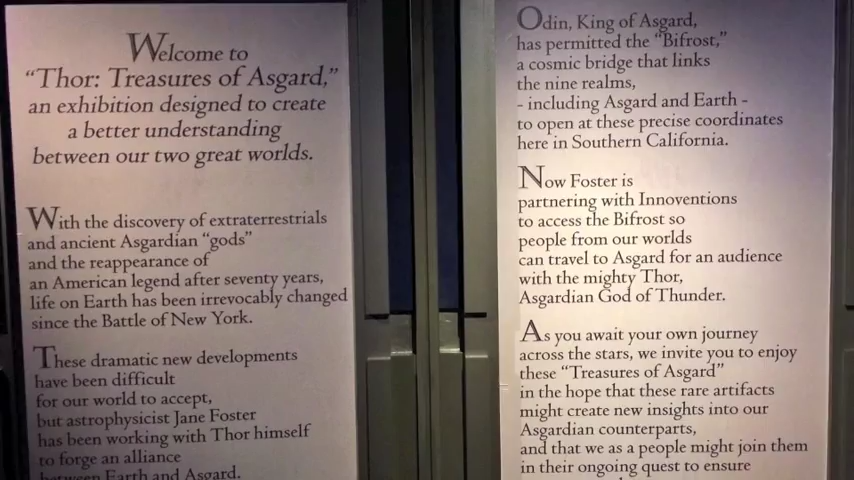 Welcome to
"Thor: Treasures of Asgard,"
an exhibition designed to create
a better understanding
between our two great worlds.
With the discovery of extraterrestrials
and ancient Asgardian "gods"
and the reappearance of
an American legend after seventy years,
life on Earth has been irrevocably changed
since the Battle of New York.
These dramatic new developments
have been difficult
for our world to accept,
but astrophysicist Jane Foster
has been working with Thor himself
to forge an alliance
between Earth and Asgard.
Odin, King of Asgard,
has permitted the "Bifrost,"
a cosmic bridge that links
the nine realms,
- including Asgard and Earth -
to open at these precise coordinates
here in Southern California.
Now Foster is
partnering with Innoventions
to access the Bifrost so
people from our worlds
can travel to Asgard for an audience
with the mighty Thor,
Asgardian God of Thunder.
As you await your own journey
across the stars, we invite you to enjoy
these "Treasures of Asgard"
in the hope that these rare artifacts
might create new insights into our
Asgardian counterparts,
and that we as a people might join them
in their ongoing quest to ensure